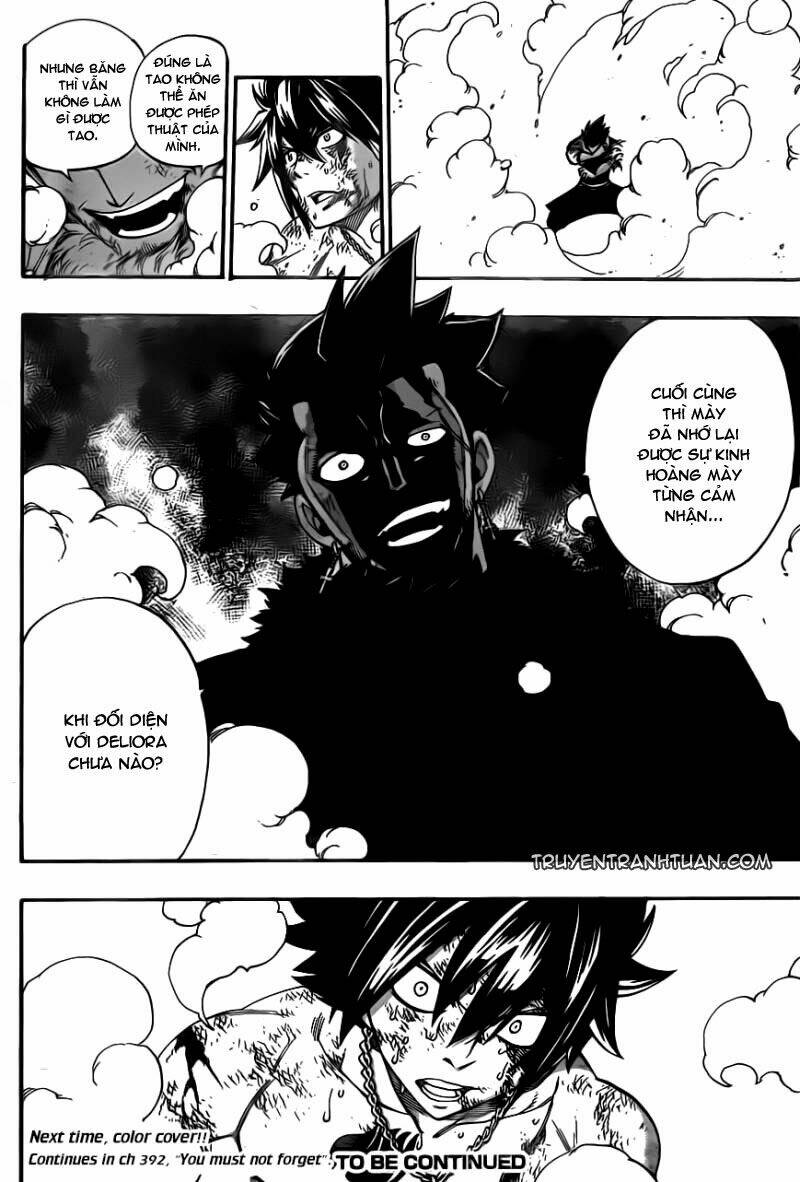 ĐÚNG LÀ
TAO KHÔNG
THỂ ĂN
ĐƯỢC PHÉP
THUẬT CỦA
MÌNH.
NHƯNG BĂNG
THÌ VẪN
KHÔNG LÀM
GÌ ĐƯỢC
TAO.
CUỐI CÙNG
THÌ MÀY
ĐÃ NHỚ LẠI
ĐƯỢC SỰ KINH
HOÀNG MÀY
TỪNG CẢM
NHẬN...
KHI ĐỐI DIỆN
VỚI DELIORA
CHƯA NÀO?
TRUYENTRANHTUAN.COM
Next time, color cover!!
Continues in ch 392, "You must not forget"
TO BE CONTINUED